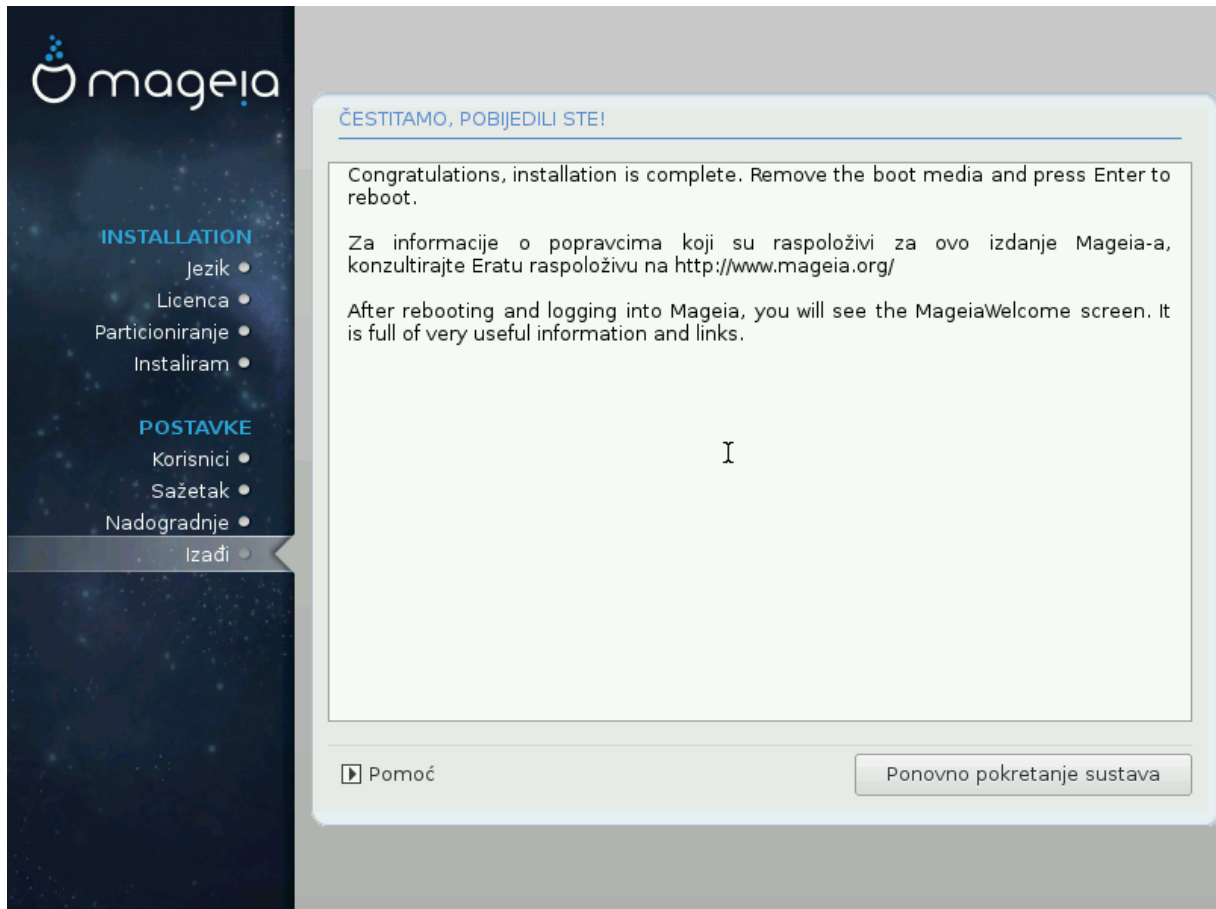 mageia
INSTALLATION
Jezik
Licenca
Particioniranje
Instaliram
POSTAVKE
Korisnici
Sažetak
Nadogradnje
Izađi
ČESTITAMO, POBIJEDILI STE!
Congratulations, installation is complete. Remove the boot media and press Enter to
reboot.
Za informacije o popravcima koji su raspoloživi za ovo izdanje Mageia-a,
konzultirajte Eratu raspoloživu na http://www.mageia.org/
After rebooting and logging into Mageia, you will see the MageiaWelcome screen. It
is full of very useful information and links.
Pomoć
Ponovno pokretanje sustava